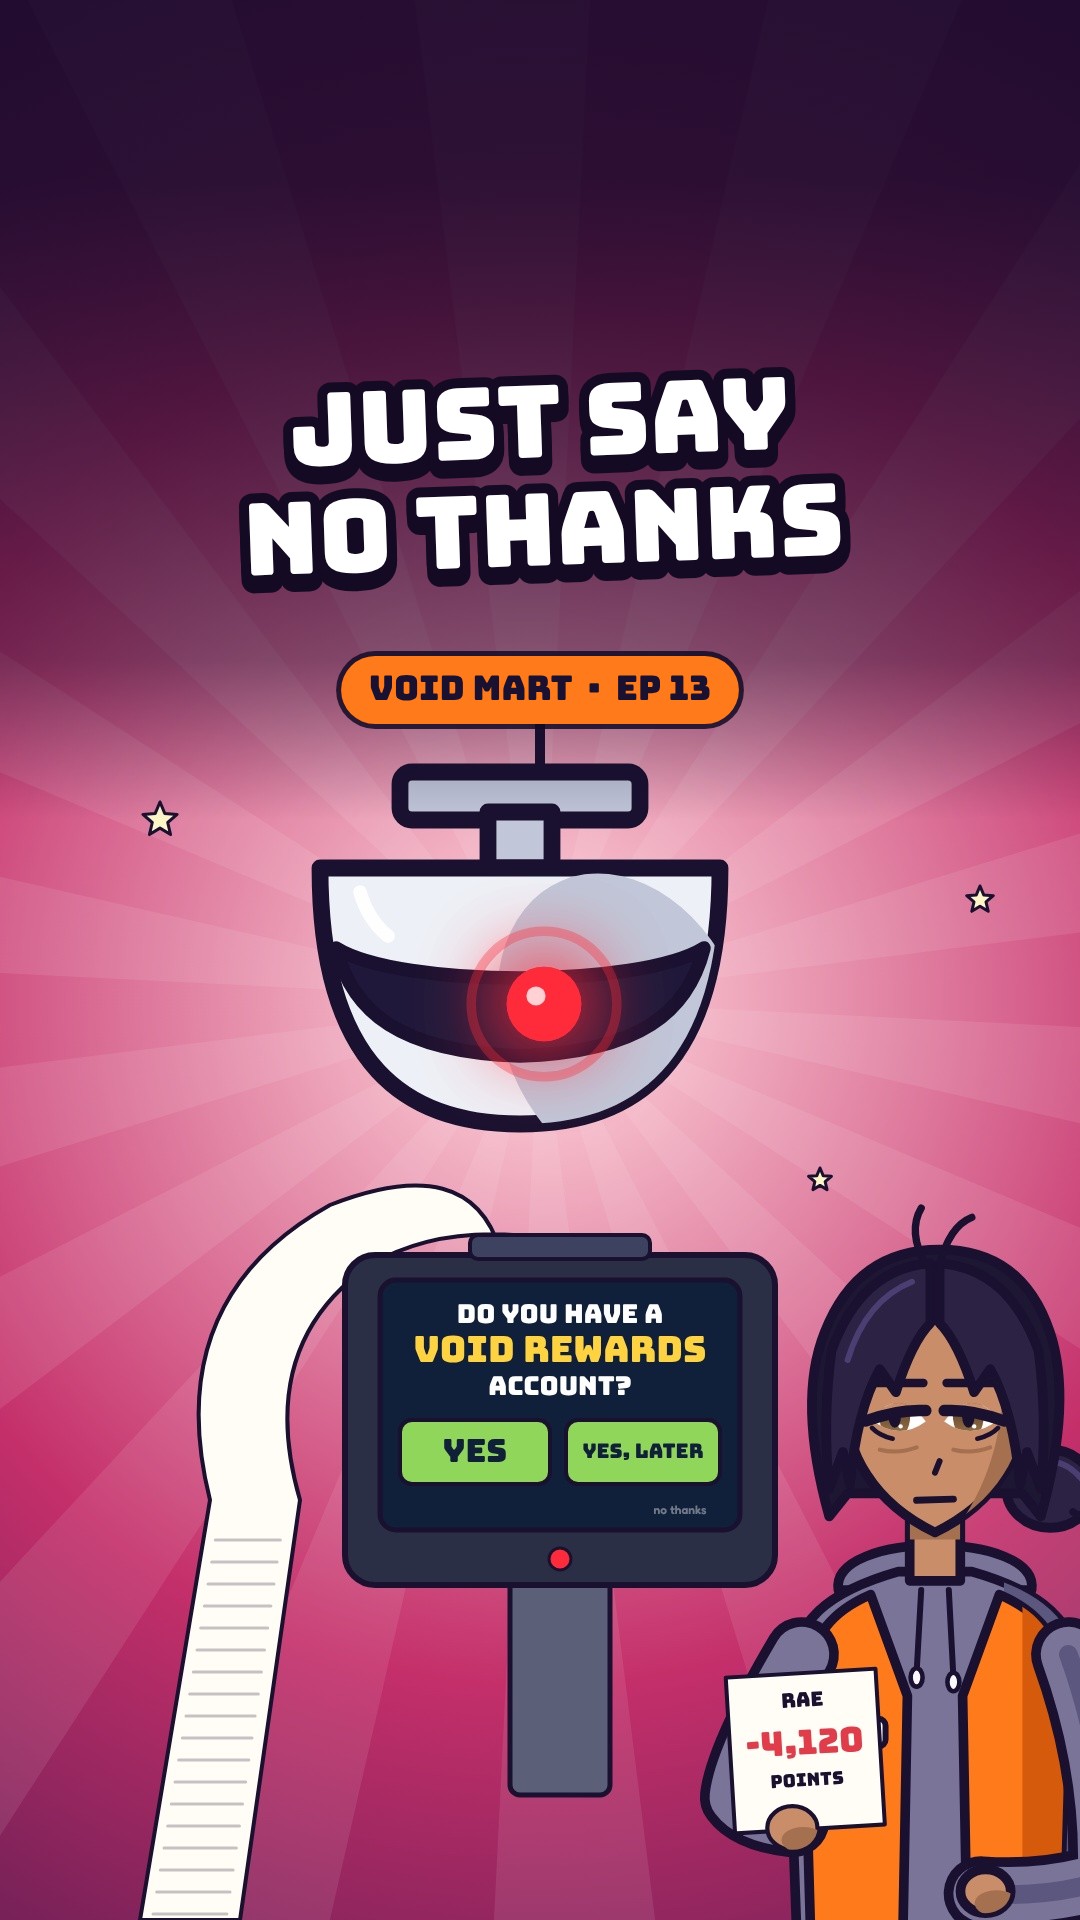 JUST SAY
NO THANKS
VOID MART · EP 13
DO YOU HAVE A
VOID REWARDS
ACCOUNT?
YES
YES, LATER
no thanks
RAE
-4,120
POINTS